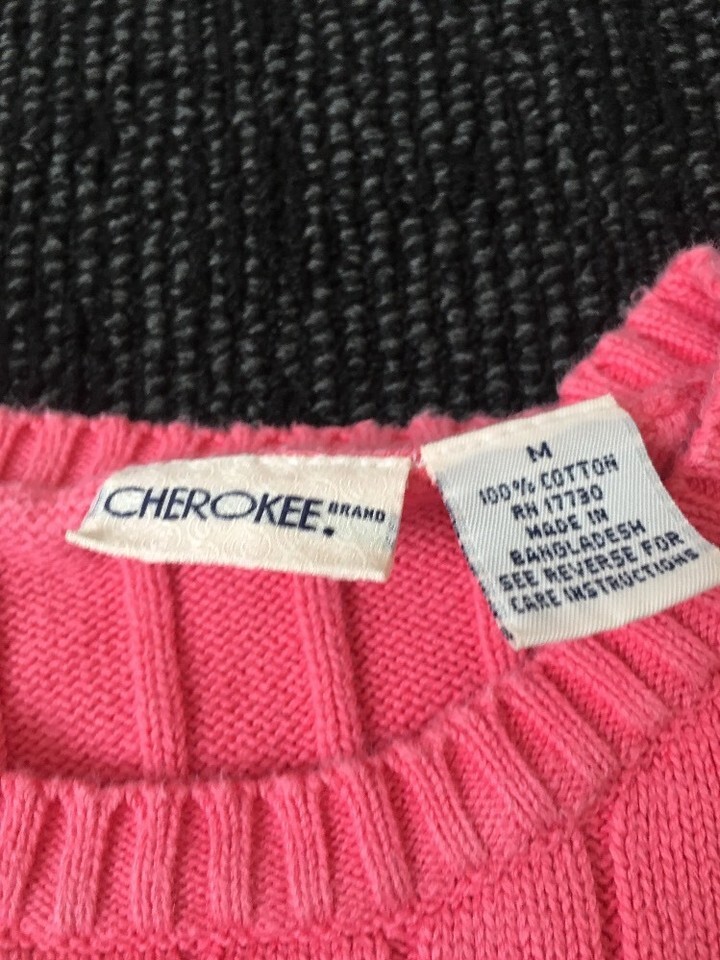 CHEROKEE. BRAND
M
100% COTTON
RN 17730
MADE IN
BANGLADESH
SEE REVERSE FOR
CARE INSTRUCTIONS